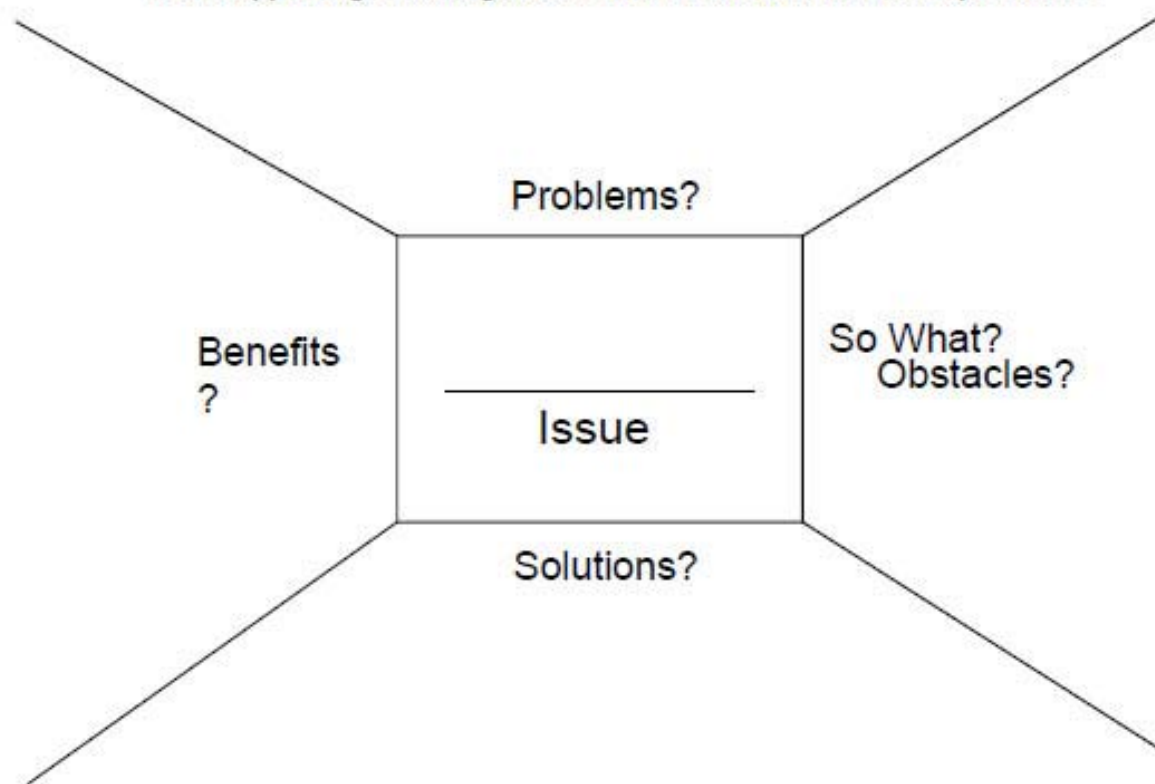 Problems?
Benefits
?
So What?
Obstacles?
Issue
Solutions?